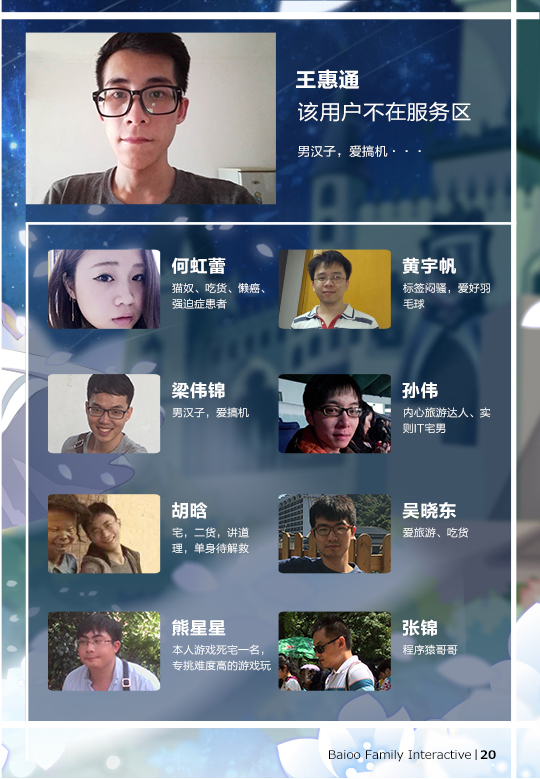 王惠通
该用户不在服务区
男汉子，爱搞机···
何虹蕾
猫奴、吃货、懒癌、
强迫症患者
黄宇帆
标签闷骚，爱好羽
毛球
梁伟锦
男汉子，爱搞机
孙伟
内心旅游达人、实
则IT宅男
胡晗
宅，二货，讲道
理，单身待解救
吴晓东
爱旅游、吃货
熊星星
本人游戏死宅一名，
专挑难度高的游戏玩
张锦
程序猿哥哥
Baioo Family Interactive | 20